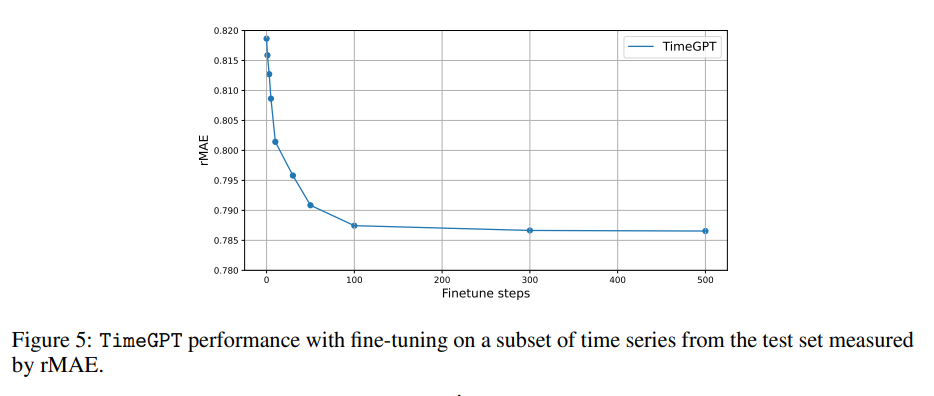 0.820
0.815
0.810
0.805
0.800
0.795
0.790
0.785
0.780
rMAE
TimeGPT
0 100 200 300 400 500
Finetune steps
Figure 5: TimeGPT performance with fine-tuning on a subset of time series from the test set measured
by rMAE.